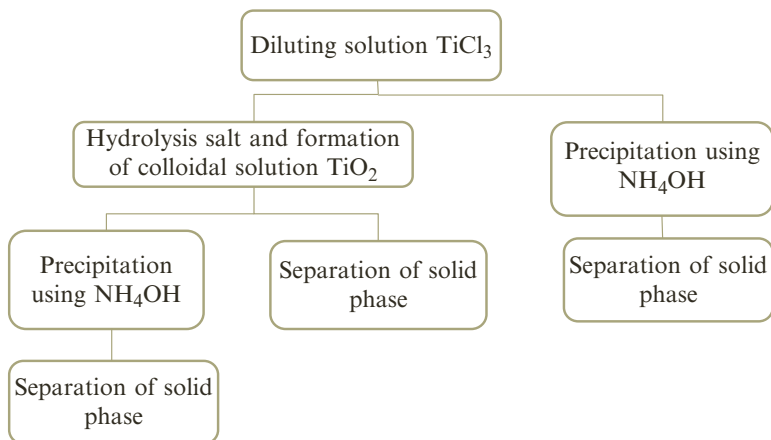 Diluting solution TiCl₃
Hydrolysis salt and formation
of colloidal solution TiO₂
Precipitation using
NH₄OH
Precipitation
using NH₄OH
Separation of solid
phase
Separation of solid
phase
Separation of solid
phase